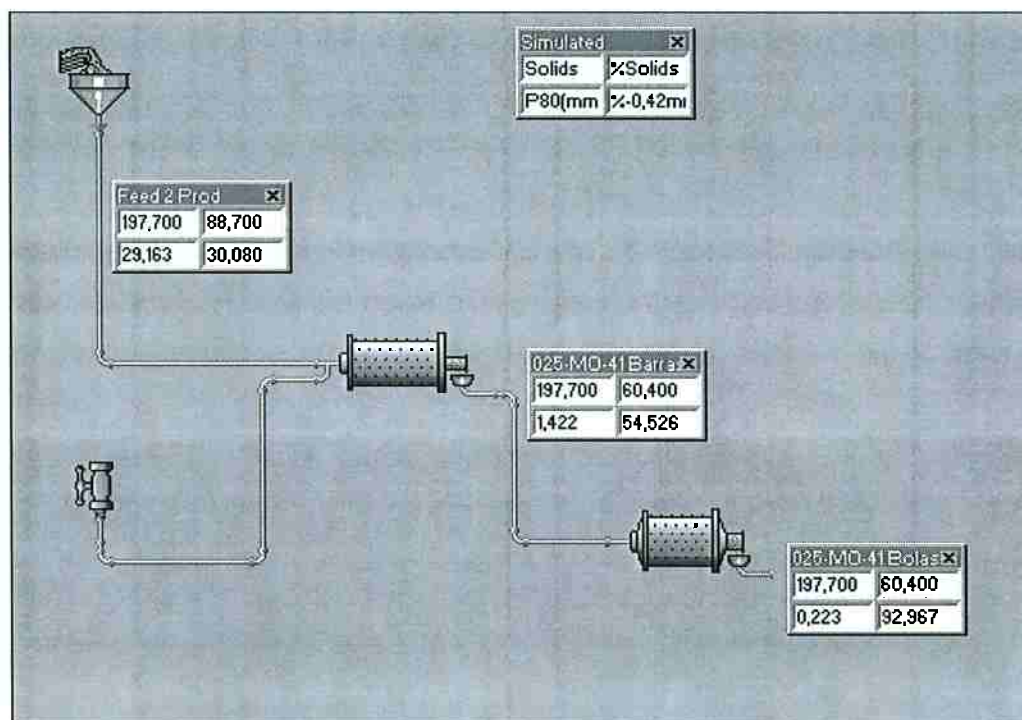 Simulated
Solids %Solids
P80(mm %-0,42m
Feed 2 Prod
197,700 88,700
29,163 30,080
025-MO-41Barra
197,700 60,400
1,422 54,526
025-MO-41Bolas
197,700 60,400
0,223 92,967